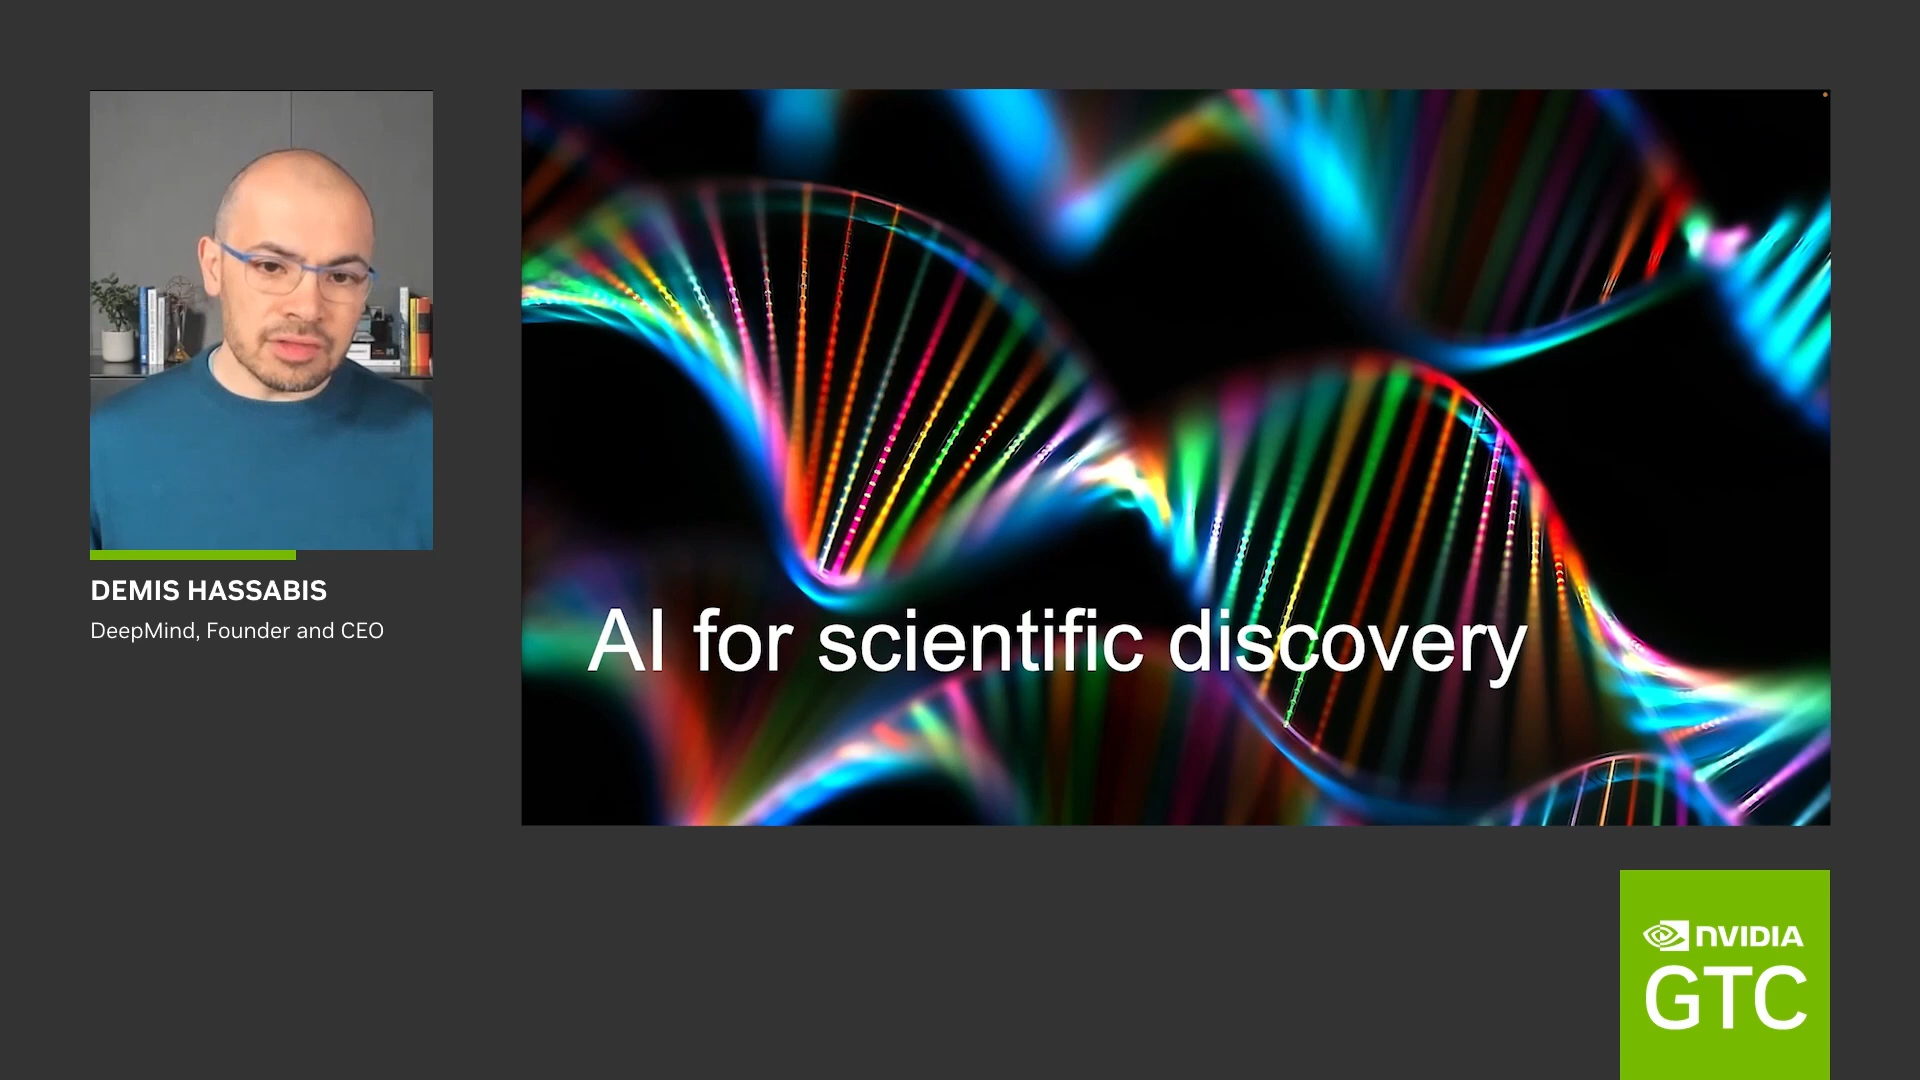 DEMIS HASSABIS
DeepMind, Founder and CEO
AI for scientific discovery
NVIDIA
GTC